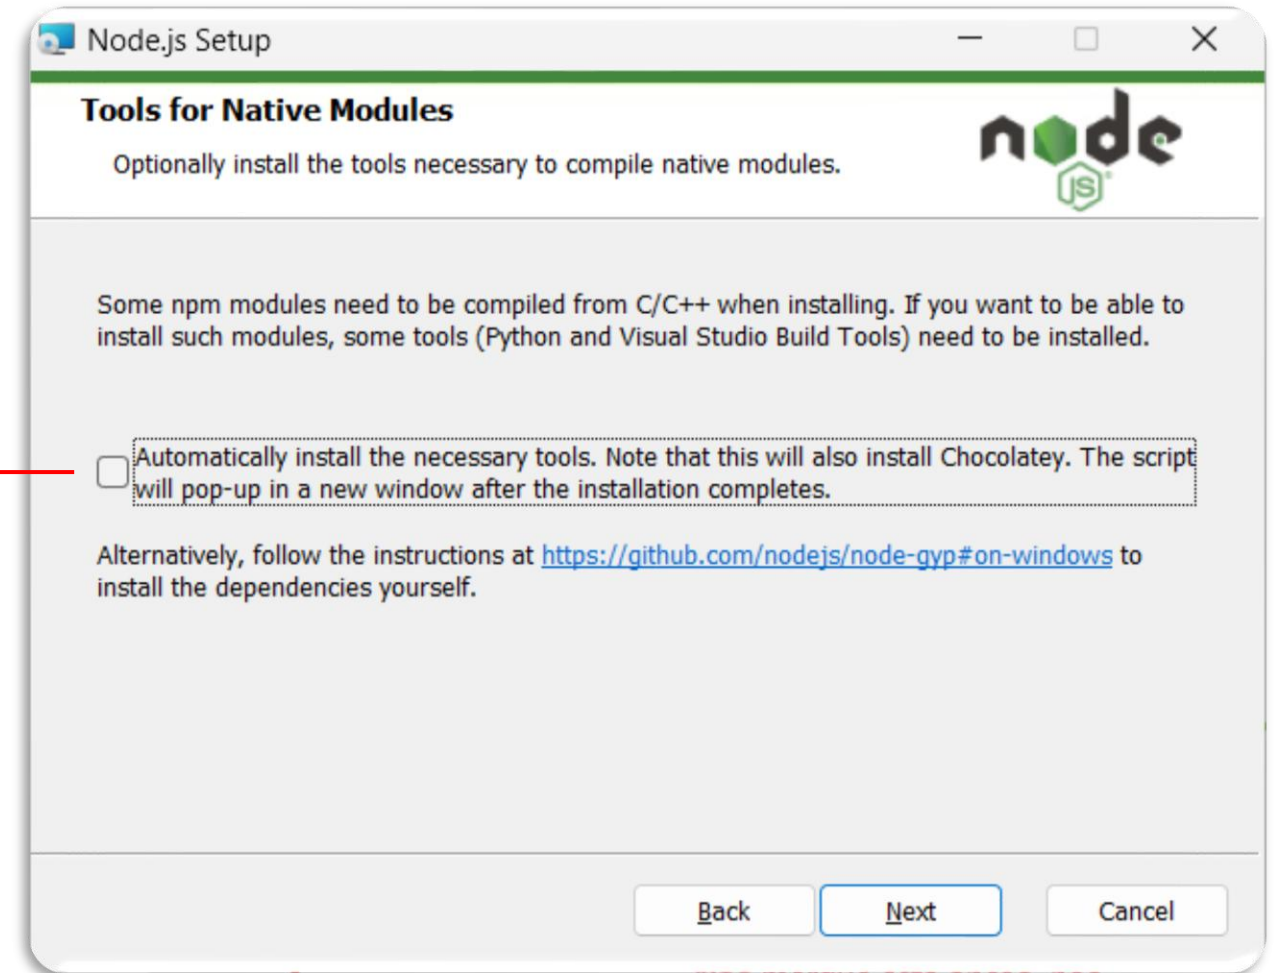 Node.js Setup
Tools for Native Modules
Optionally install the tools necessary to compile native modules.
node
JS
Some npm modules need to be compiled from C/C++ when installing. If you want to be able to
install such modules, some tools (Python and Visual Studio Build Tools) need to be installed.
Automatically install the necessary tools. Note that this will also install Chocolatey. The script
will pop-up in a new window after the installation completes.
Alternatively, follow the instructions at https://github.com/nodejs/node-gyp#on-windows to
install the dependencies yourself.
Back
Next
Cancel